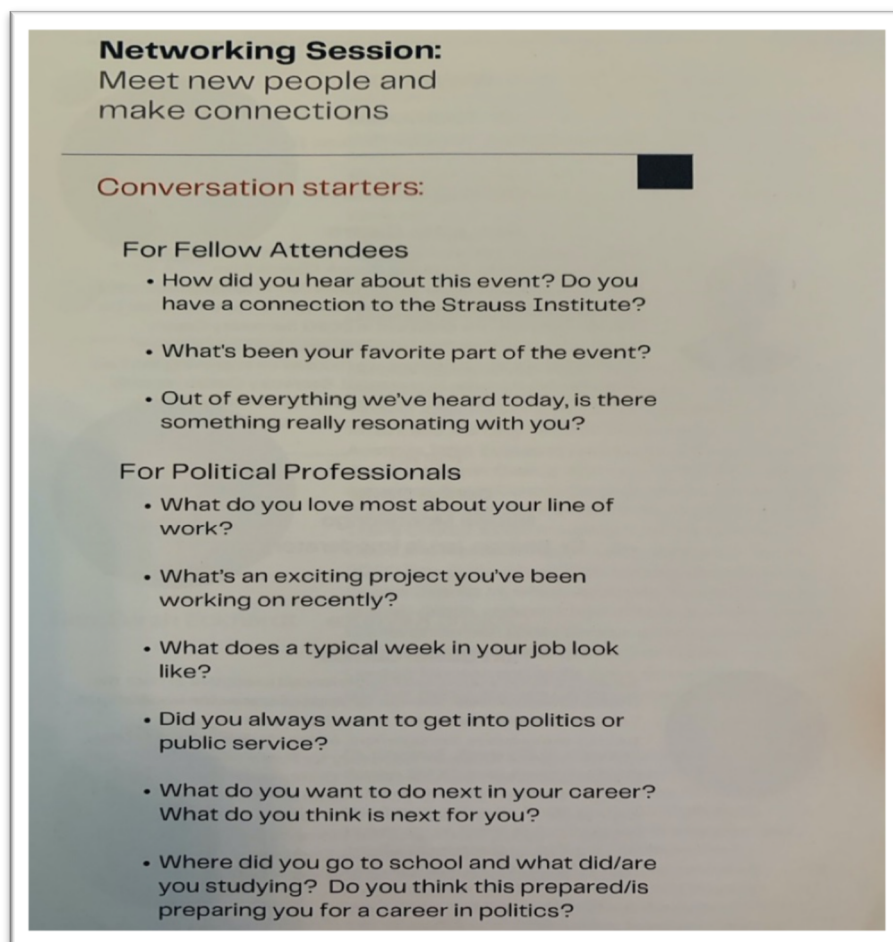 Networking Session:
Meet new people and
make connections
Conversation starters:
For Fellow Attendees
• How did you hear about this event? Do you
have a connection to the Strauss Institute?
• What's been your favorite part of the event?
• Out of everything we've heard today, is there
something really resonating with you?
For Political Professionals
• What do you love most about your line of
work?
• What's an exciting project you've been
working on recently?
• What does a typical week in your job look
like?
• Did you always want to get into politics or
public service?
• What do you want to do next in your career?
What do you think is next for you?
• Where did you go to school and what did/are
you studying? Do you think this prepared/is
preparing you for a career in politics?